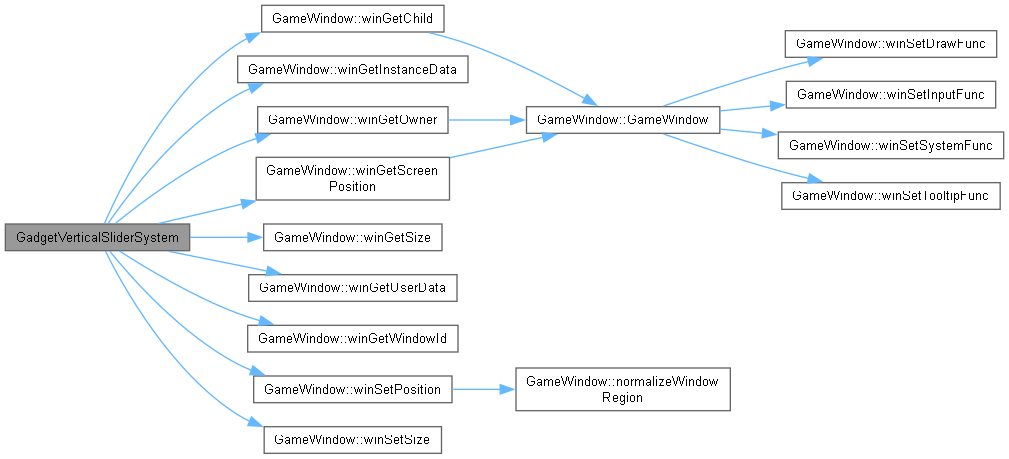 GameWindow::winGetChild
GameWindow::winGetInstanceData
GameWindow::winGetOwner
GameWindow::winGetScreen
Position
GadgetVerticalSliderSystem
GameWindow::winGetSize
GameWindow::winGetUserData
GameWindow::winGetWindowId
GameWindow::winSetPosition
GameWindow::winSetSize
GameWindow::GameWindow
GameWindow::normalizeWindow
Region
GameWindow::winSetDrawFunc
GameWindow::winSetInputFunc
GameWindow::winSetSystemFunc
GameWindow::winSetTooltipFunc